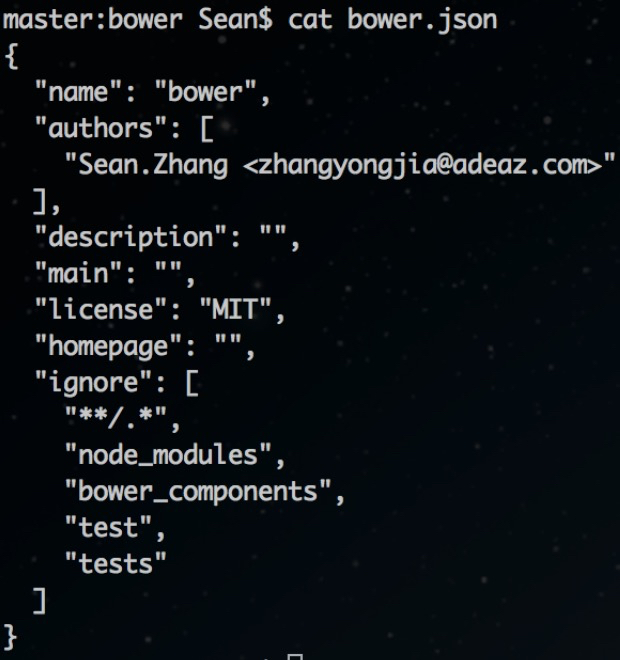 master:bower Sean$ cat bower.json
{
  "name": "bower",
  "authors": [
    "Sean.Zhang <zhangyongjia@adeaz.com>"
  ],
  "description": "",
  "main": "",
  "license": "MIT",
  "homepage": "",
  "ignore": [
    "**/.*",
    "node_modules",
    "bower_components",
    "test",
    "tests"
  ]
}